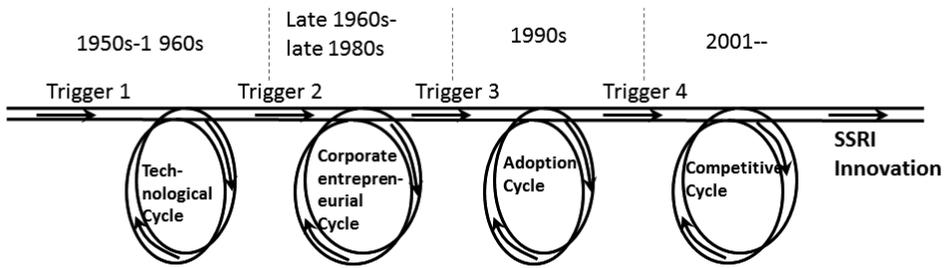 1950s-1 960s
Late 1960s-
late 1980s
1990s
2001--
Trigger 1
Trigger 2
Trigger 3
Trigger 4
SSRI
Innovation
Tech-
nological
Cycle
Corporate
entrepren-
eurial
Cycle
Adoption
Cycle
Competitive
Cycle